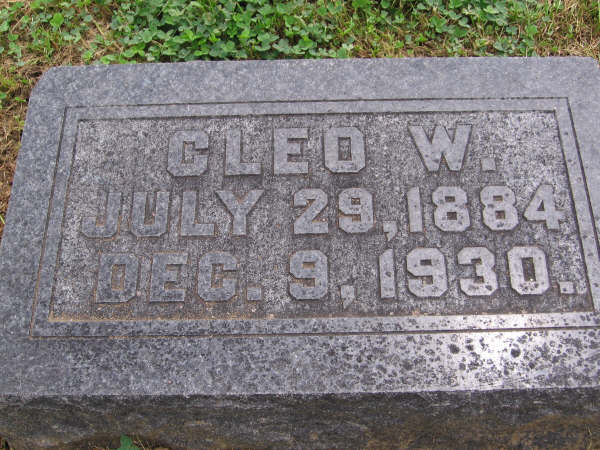 CLEO W.
JULY 29, 1884
DEC. 9, 1930.